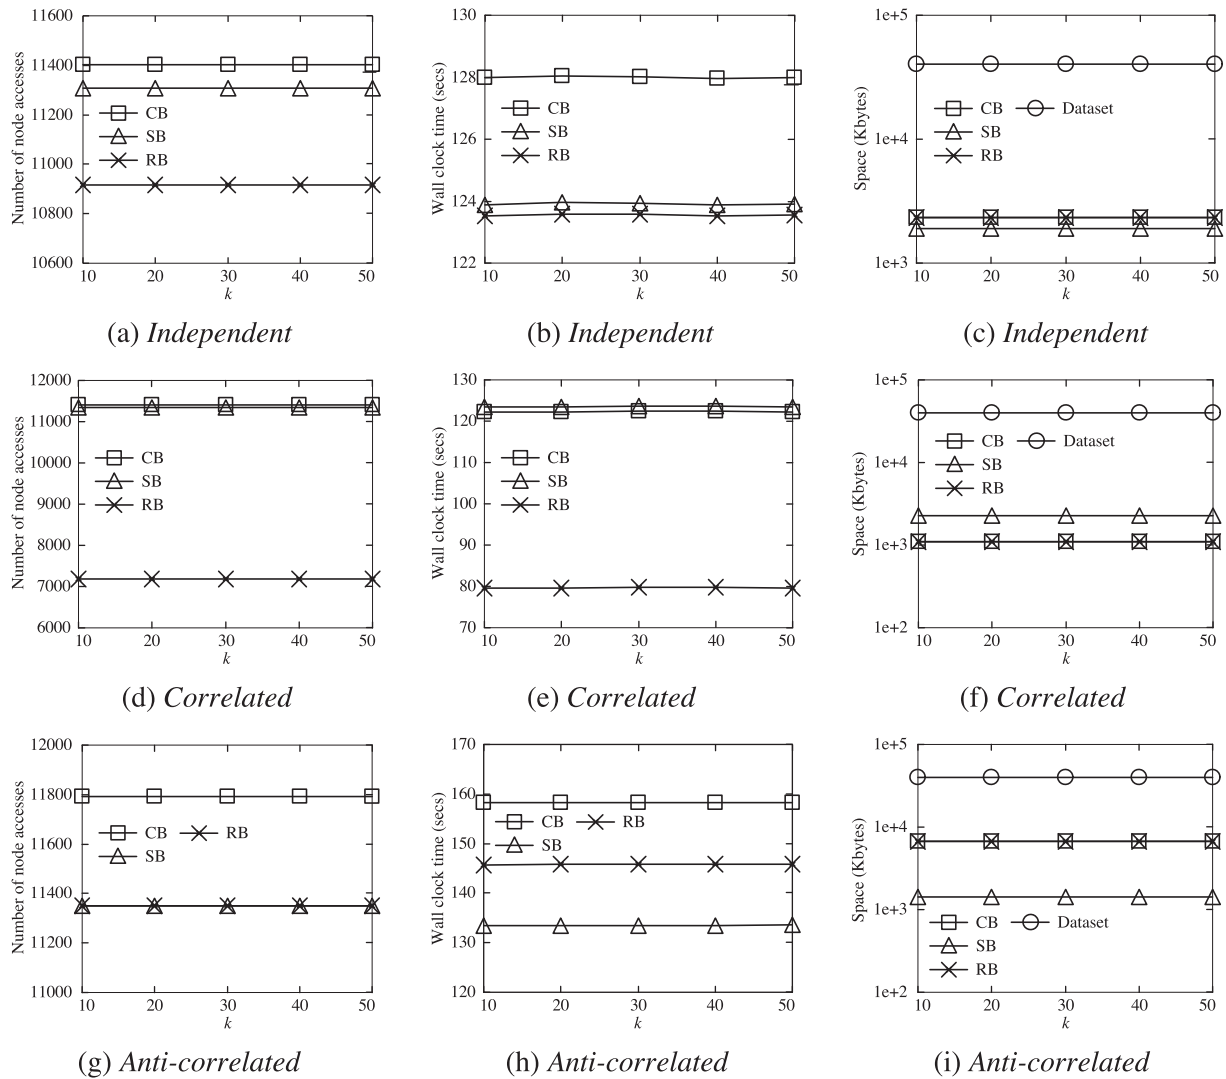 Number of node accesses
11600
11400
11200
11000
10800
10600
CB
SB
RB
10 20 30 40 50
k
(a) Independent
Wall clock time (secs)
130
128
126
124
122
CB
SB
RB
10 20 30 40 50
k
(b) Independent
Space (Kbytes)
1e+5
1e+4
1e+3
CB Dataset
SB
RB
10 20 30 40 50
k
(c) Independent
Number of node accesses
12000
11000
10000
9000
8000
7000
6000
CB
SB
RB
10 20 30 40 50
k
(d) Correlated
Wall clock time (secs)
130
120
110
100
90
80
70
CB
SB
RB
10 20 30 40 50
k
(e) Correlated
Space (Kbytes)
1e+5
1e+4
1e+3
1e+2
CB Dataset
SB
RB
10 20 30 40 50
k
(f) Correlated
Number of node accesses
12000
11800
11600
11400
11200
11000
CB RB
SB
10 20 30 40 50
k
(g) Anti-correlated
Wall clock time (secs)
170
160
150
140
130
120
CB RB
SB
10 20 30 40 50
k
(h) Anti-correlated
Space (Kbytes)
1e+5
1e+4
1e+3
1e+2
CB Dataset
SB
RB
10 20 30 40 50
k
(i) Anti-correlated